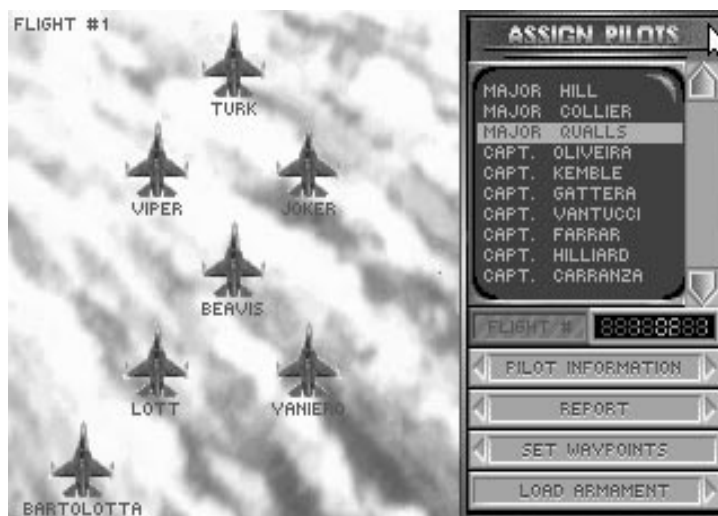 FLIGHT #1
TURK
VIPER
JOKER
BEAVIS
LOTT
VANIERO
BARTOLOTTA
ASSIGN PILOTS
MAJOR HILL
MAJOR COLLIER
MAJOR QUALLS
CAPT. OLIVEIRA
CAPT. KEMBLE
CAPT. GATTERA
CAPT. VANTUCCI
CAPT. FARRAR
CAPT. HILLIARD
CAPT. CARRANZA
FLIGHT/#
PILOT INFORMATION
REPORT
SET WAYPOINTS
LOAD ARMAMENT